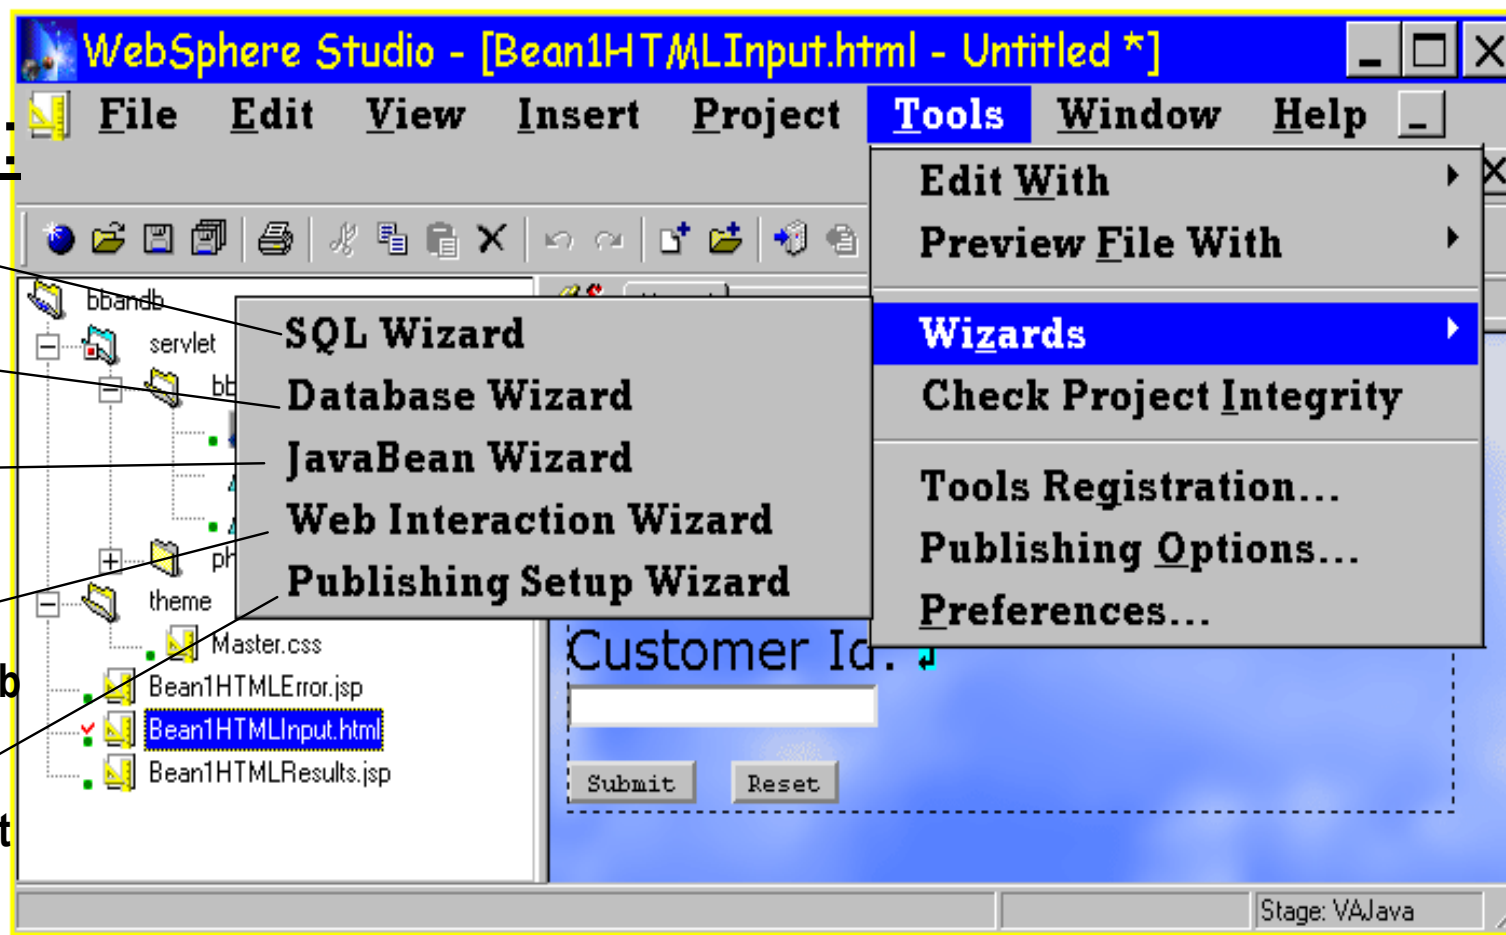 WebSphere Studio - [Bean1HTMLInput.html - Untitled *]
File Edit View Insert Project Tools Window Help
Edit With
Preview File With
Wizards
Check Project Integrity
Tools Registration...
Publishing Options...
Preferences...
SQL Wizard
Database Wizard
JavaBean Wizard
Web Interaction Wizard
Publishing Setup Wizard
bbandb
servlet
bb
ph
theme
Master.css
Bean1HTMLError.jsp
Bean1HTMLInput.html
Bean1HTMLResults.jsp
b
t
Customer Id.
Submit Reset
Stage: VAJava